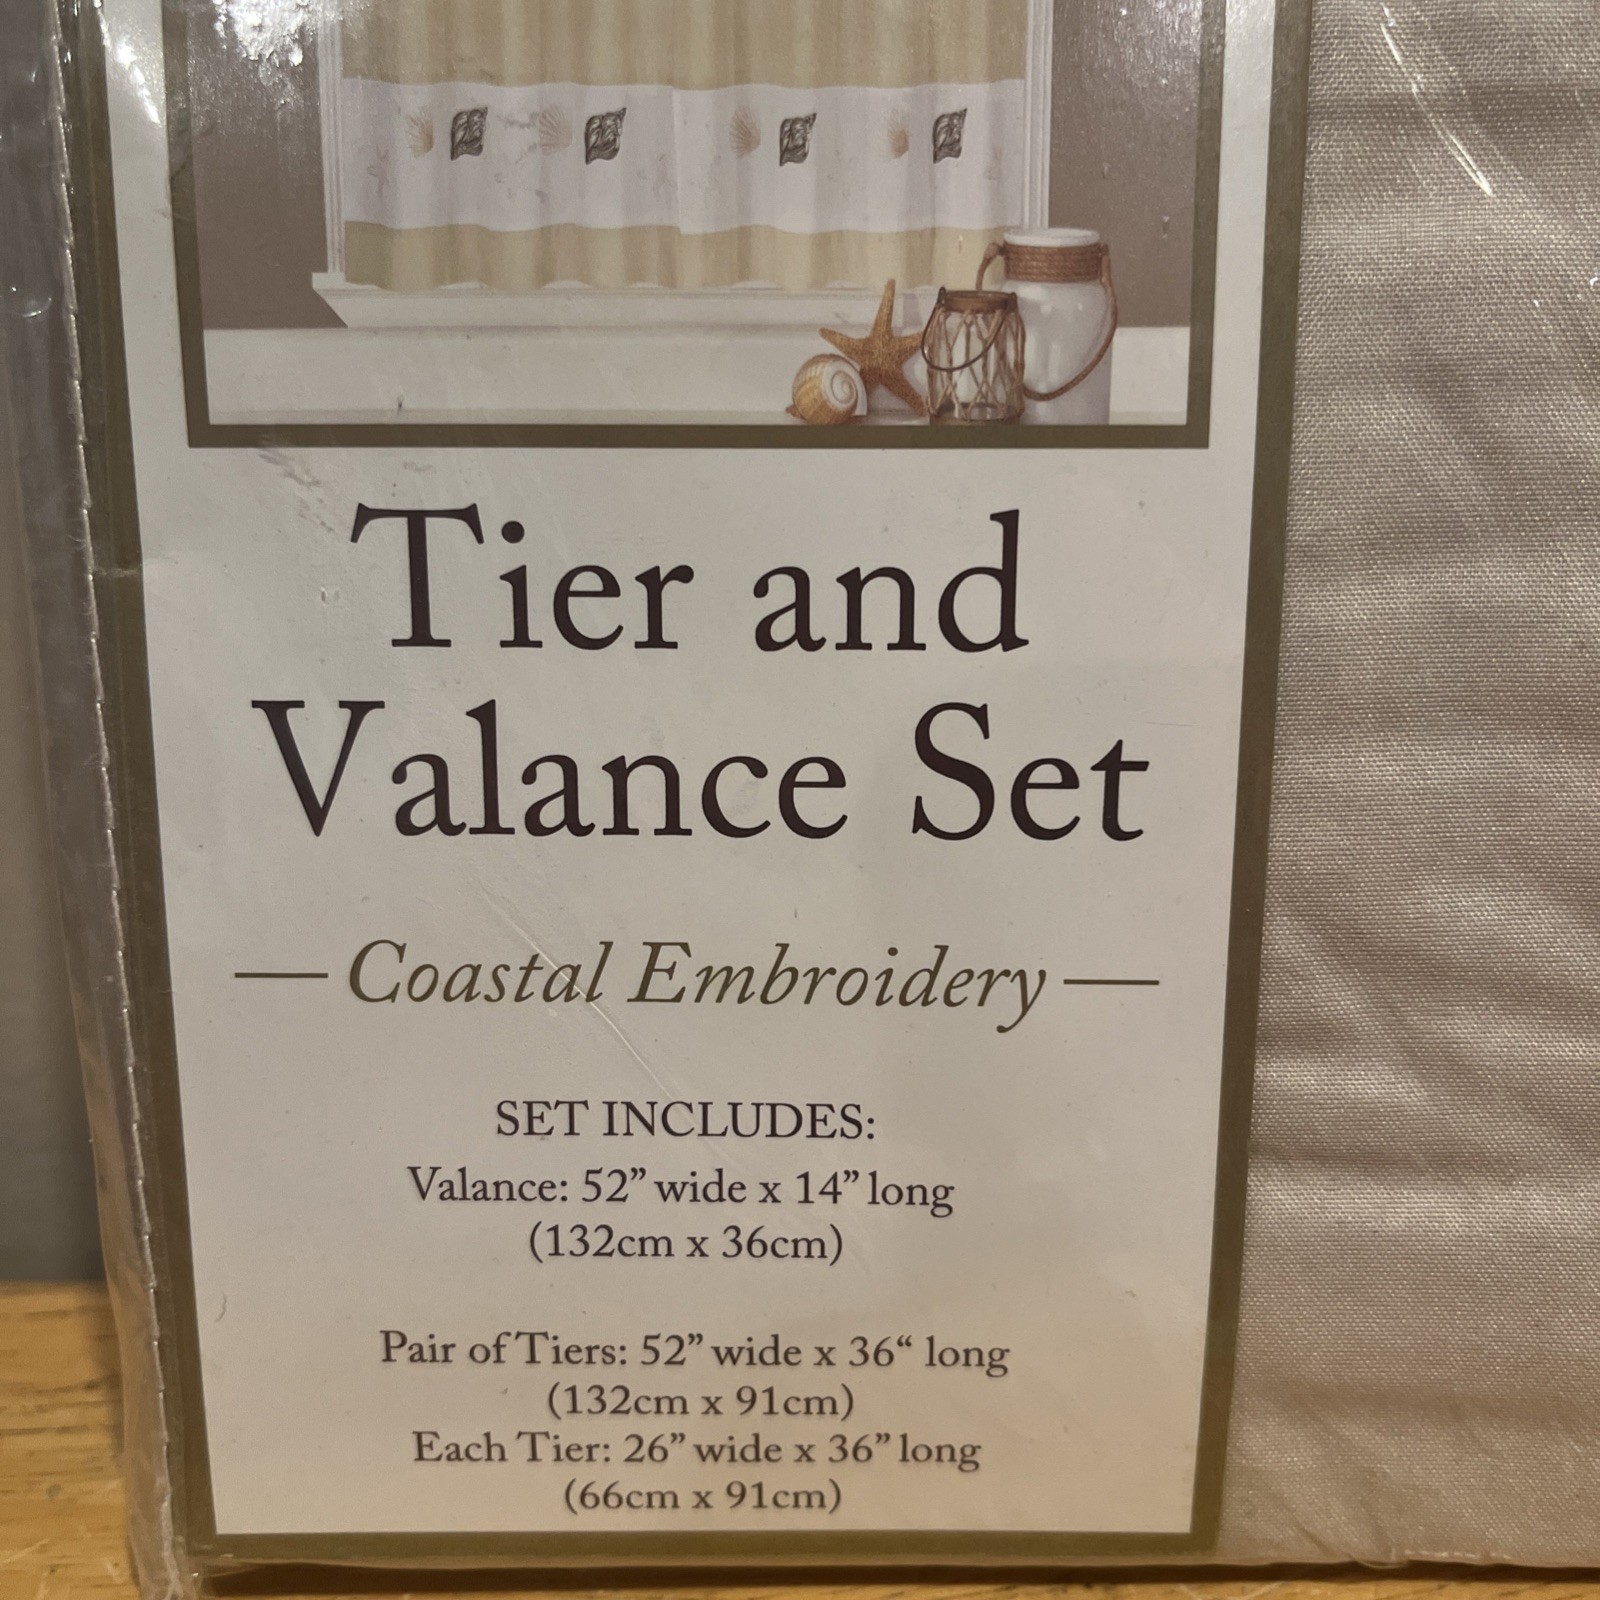 Tier and
Valance Set
— Coastal Embroidery —
SET INCLUDES:
Valance: 52” wide x 14” long
(132cm x 36cm)
Pair of Tiers: 52” wide x 36“ long
(132cm x 91cm)
Each Tier: 26” wide x 36” long
(66cm x 91cm)